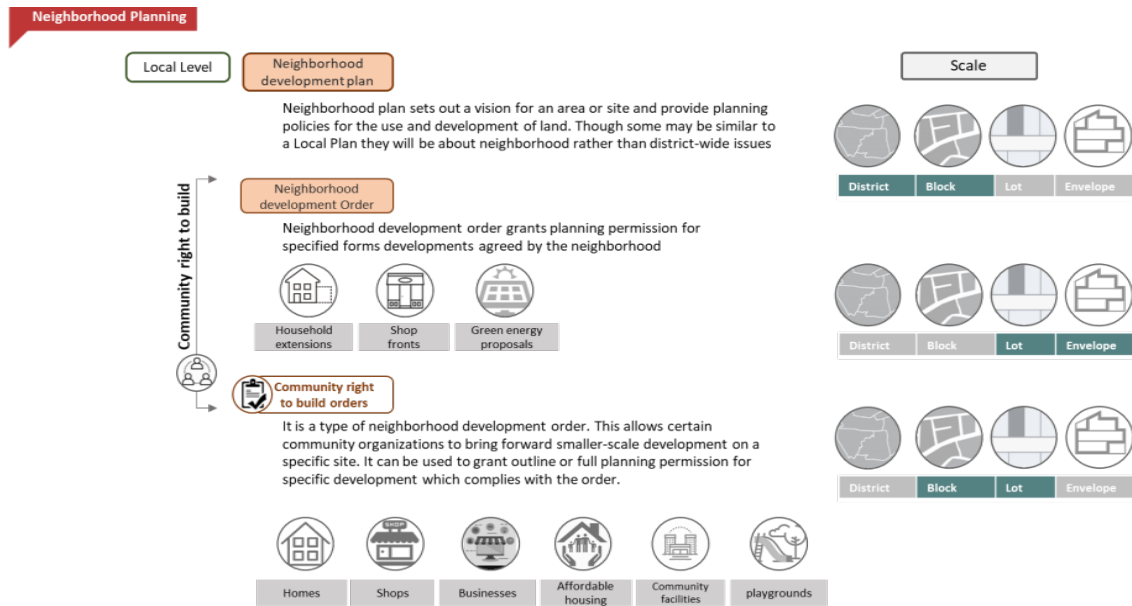 Neighborhood Planning
Local Level
Neighborhood
development plan
Scale
Neighborhood plan sets out a vision for an area or site and provide planning
policies for the use and development of land. Though some may be similar to
a Local Plan they will be about neighborhood rather than district-wide issues
District Block Lot Envelope
Community right to build
Neighborhood
development Order
Neighborhood development order grants planning permission for
specified forms developments agreed by the neighborhood
Household
extensions
Shop
fronts
Green energy
proposals
District Block Lot Envelope
Community right
to build orders
It is a type of neighborhood development order. This allows certain
community organizations to bring forward smaller-scale development on a
specific site. It can be used to grant outline or full planning permission for
specific development which complies with the order.
District Block Lot Envelope
SHOP
Homes
Shops
Businesses
Affordable
housing
Community
facilities
playgrounds